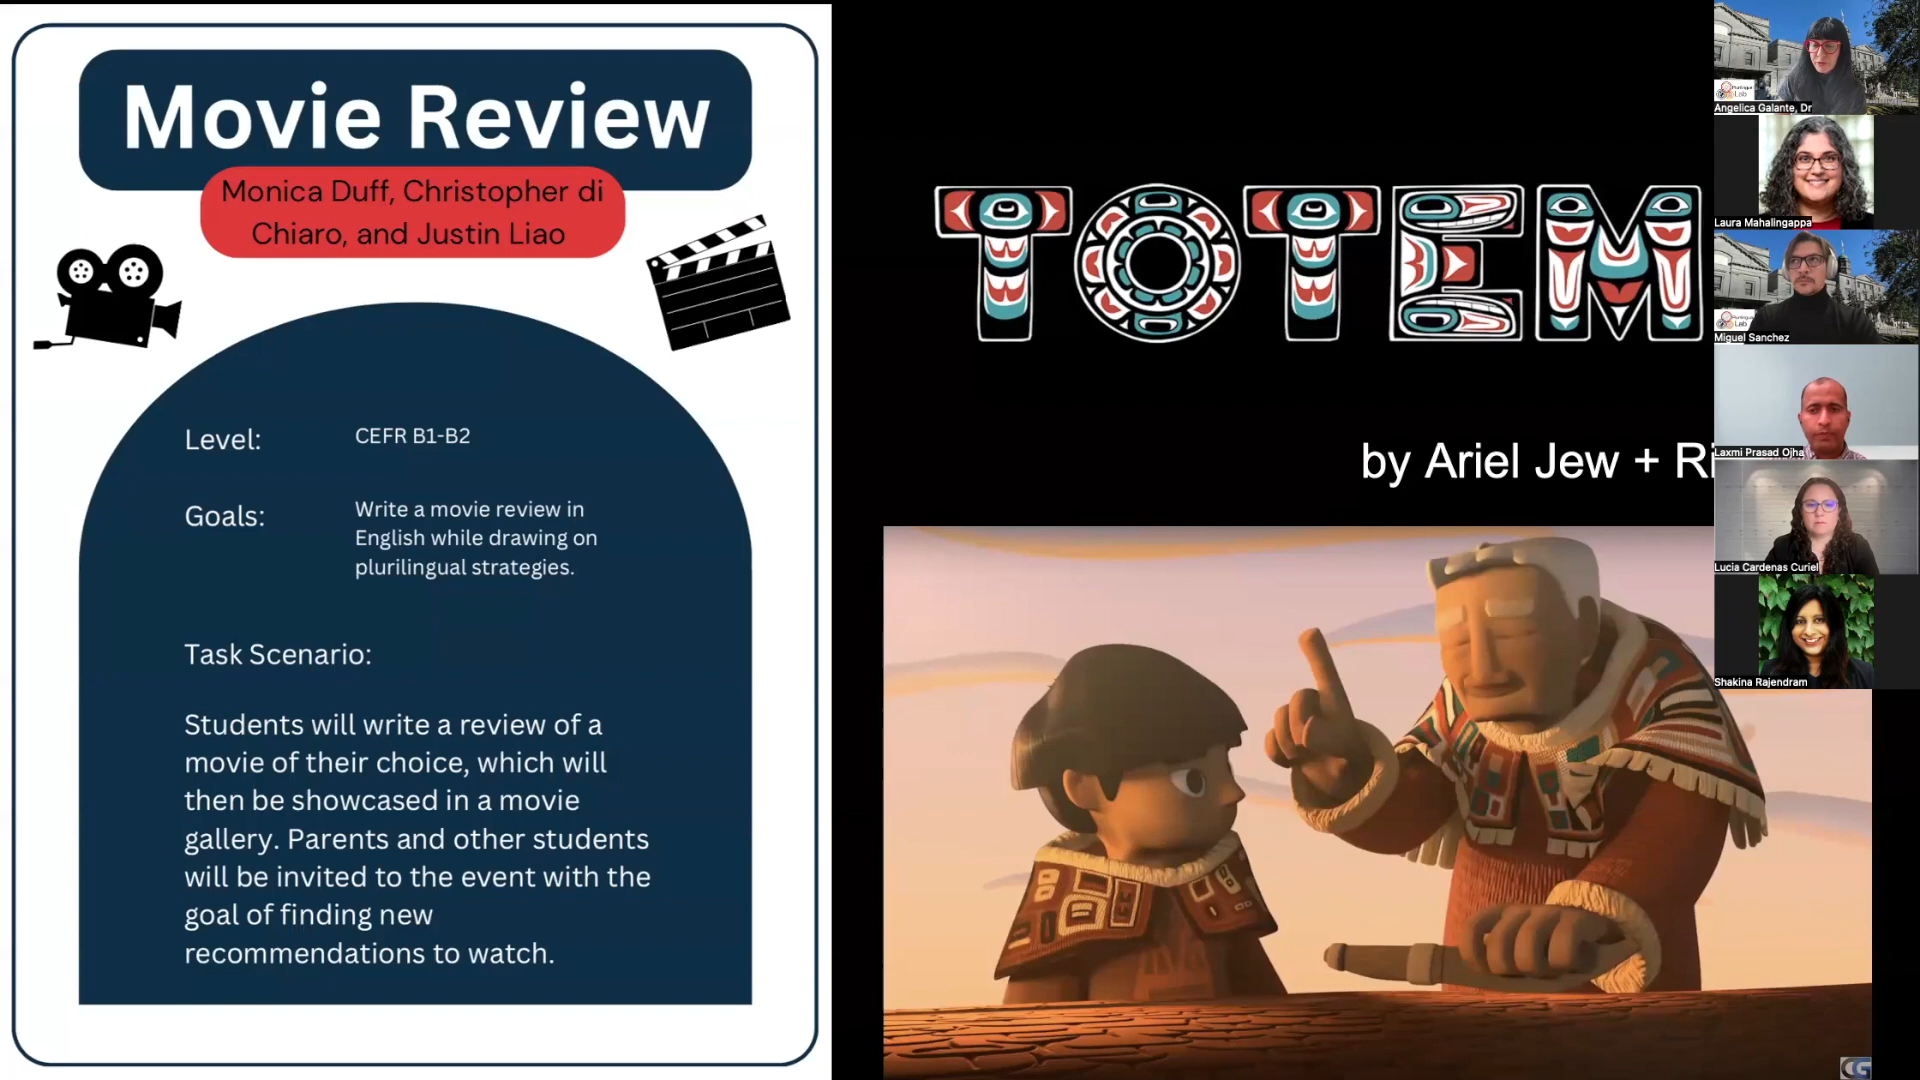 Movie Review
Monica Duff, Christopher di
Chiaro, and Justin Liao
Level:
CEFR B1-B2
Goals:
Write a movie review in
English while drawing on
plurilingual strategies.
Task Scenario:
Students will write a review of a
movie of their choice, which will
then be showcased in a movie
gallery. Parents and other students
will be invited to the event with the
goal of finding new
recommendations to watch.
TOTEM
by Ariel Jew + Ri
CG
Lab
Angelica Galante, Dr
Laura Mahalingappa
Lab
Miguel Sanchez
Laxmi Prasad Ojha
Lucia Cardenas Curiel
Shakina Rajendram